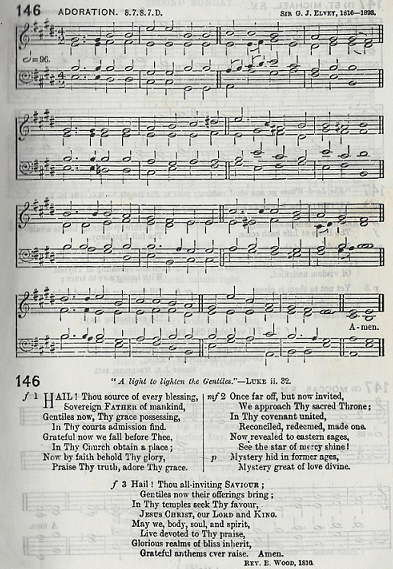 146 ADORATION. 8.7.8.7.D. SIR G. J. ELVEY, 1816–1893.
=96.
A-men.
146
"A light to lighten the Gentiles."—LUKE ii. 32.
f 1 HAIL! Thou source of every blessing,
Sovereign FATHER of mankind,
Gentiles now, Thy grace possessing,
In Thy courts admission find.
Grateful now we fall before Thee,
In Thy Church obtain a place;
Now by faith behold Thy glory,
Praise Thy truth, adore Thy grace.
mf 2 Once far off, but now invited,
We approach Thy sacred Throne;
In Thy covenant united,
Reconciled, redeemed, made one.
Now revealed to eastern sages,
See the star of mercy shine!
p Mystery hid in former ages,
Mystery great of love divine.
f 3 Hail! Thou all-inviting SAVIOUR;
Gentiles now their offerings bring;
In Thy temples seek Thy favour,
JESUS CHRIST, our LORD and KING.
May we, body, soul, and spirit,
Live devoted to Thy praise,
Glorious realms of bliss inherit,
Grateful anthems ever raise. Amen.
REV. B. WOOD, 1810.